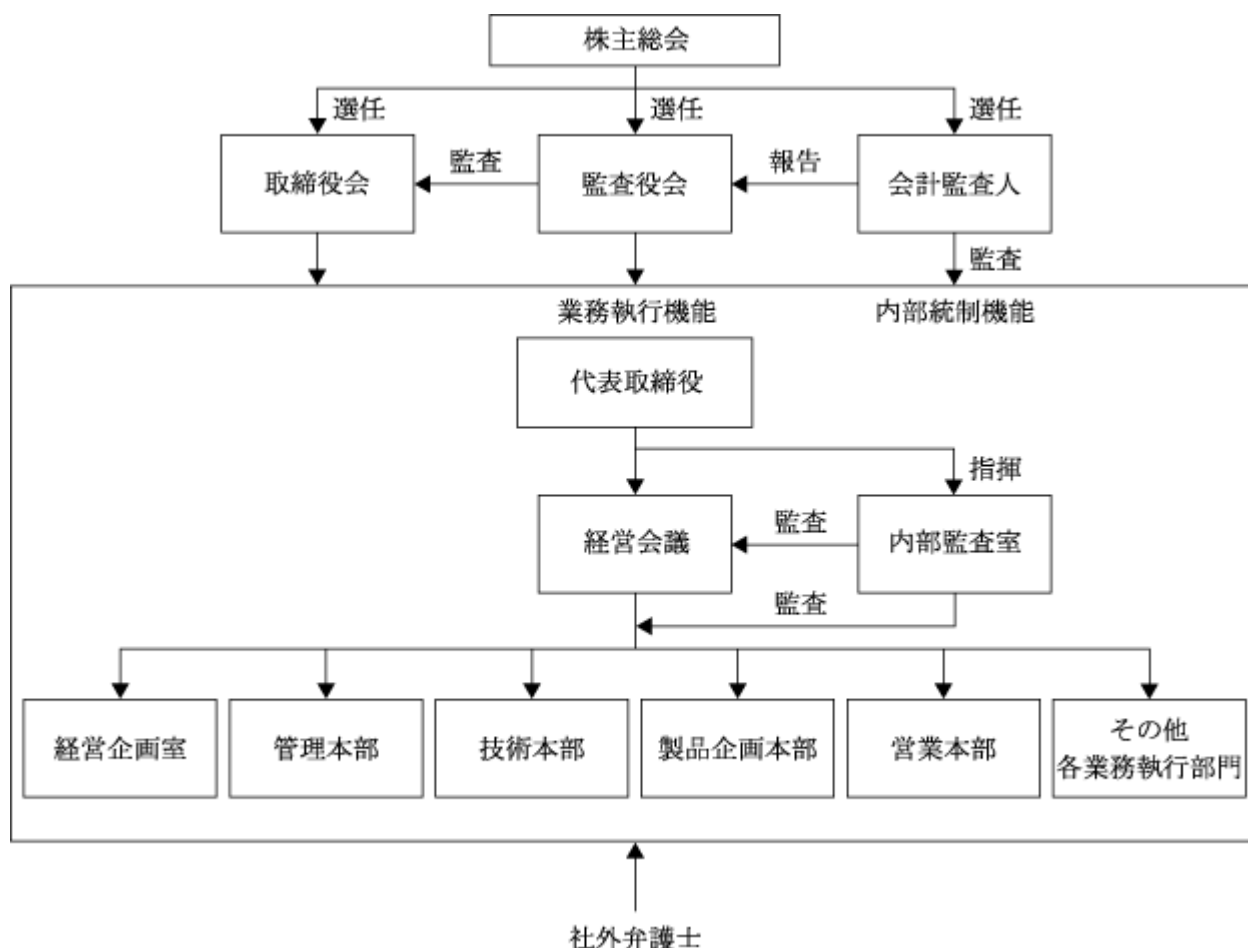 株主総会
選任
選任
選任
取締役会
監査
監査役会
報告
会計監査人
監査
業務執行機能
内部統制機能
代表取締役
指揮
経営会議
監査
内部監査室
監査
経営企画室
管理本部
技術本部
製品企画本部
営業本部
その他
各業務執行部門
社外弁護士